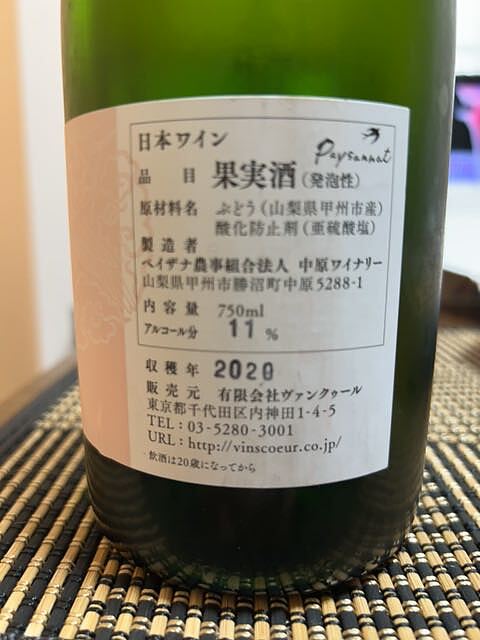 日本ワイン
Paysannat
品目 果実酒(発泡性)
原材料名 ぶどう(山梨県甲州市産)
酸化防止剤(亜硫酸塩)
製造者
ペイザナ農事組合法人 中原ワイナリー
山梨県甲州市勝沼町中原5288-1
内容量 750ml
アルコール分 11%
収穫年 2020
販売元 有限会社ヴァンクゥール
東京都千代田区内神田1-4-5
TEL:03-5280-3001
URL:http://vinscoeur.co.jp/
飲酒は20歳になってから